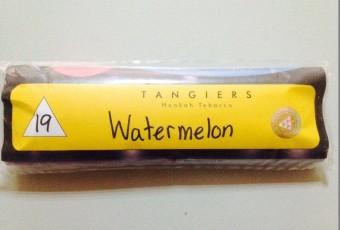 TANGIERS
Hookah Tobacco
19
Watermelon